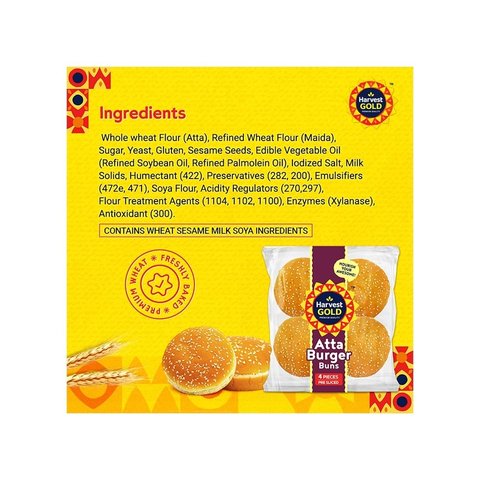 Harvest
GOLD
Ingredients
Whole wheat Flour (Atta), Refined Wheat Flour (Maida),
Sugar, Yeast, Gluten, Sesame Seeds, Edible Vegetable Oil
(Refined Soybean Oil, Refined Palmolein Oil), Iodized Salt, Milk
Solids, Humectant (422), Preservatives (282, 200), Emulsifiers
(472e, 471), Soya Flour, Acidity Regulators (270,297),
Flour Treatment Agents (1104, 1102, 1100), Enzymes (Xylanase),
Antioxidant (300).
CONTAINS WHEAT SESAME MILK SOYA INGREDIENTS
FRESHLY BAKED
PREMIUM WHEAT
NOURISH
YOUR
AWESOME!
Harvest
GOLD
Atta
Burger
Buns
4 PIECES
PRE-SLICED